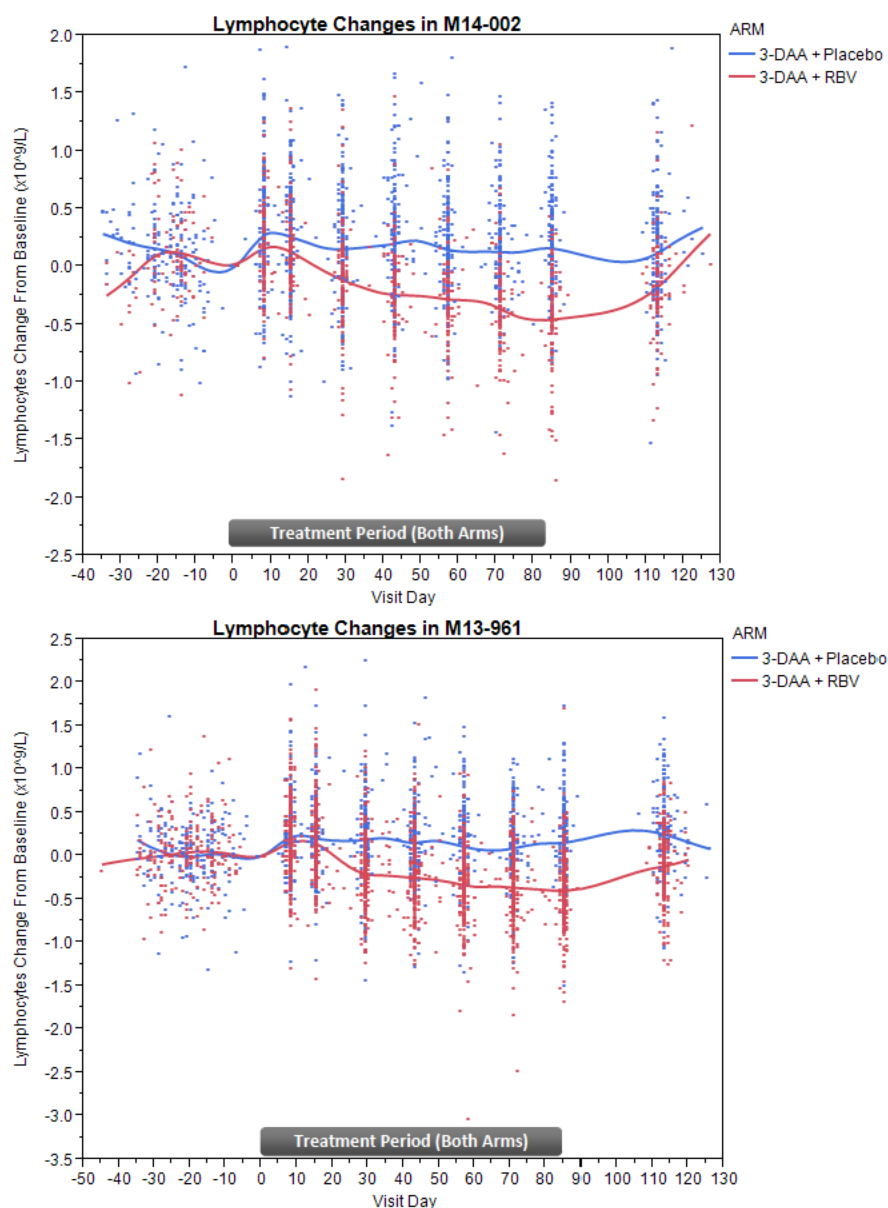 Lymphocyte Changes in M14-002
ARM
3-DAA + Placebo
3-DAA + RBV
Lymphocytes Change From Baseline (x10^9/L)
2.0
1.5
1.0
0.5
0.0
-0.5
-1.0
-1.5
-2.0
-2.5
Treatment Period (Both Arms)
-40 -30 -20 -10 0 10 20 30 40 50 60 70 80 90 100 110 120 130
Visit Day
Lymphocyte Changes in M13-961
ARM
3-DAA + Placebo
3-DAA + RBV
Lymphocytes Change From Baseline (x10^9/L)
2.5
2.0
1.5
1.0
0.5
0.0
-0.5
-1.0
-1.5
-2.0
-2.5
-3.0
-3.5
Treatment Period (Both Arms)
-50 -40 -30 -20 -10 0 10 20 30 40 50 60 70 80 90 100 110 120 130
Visit Day